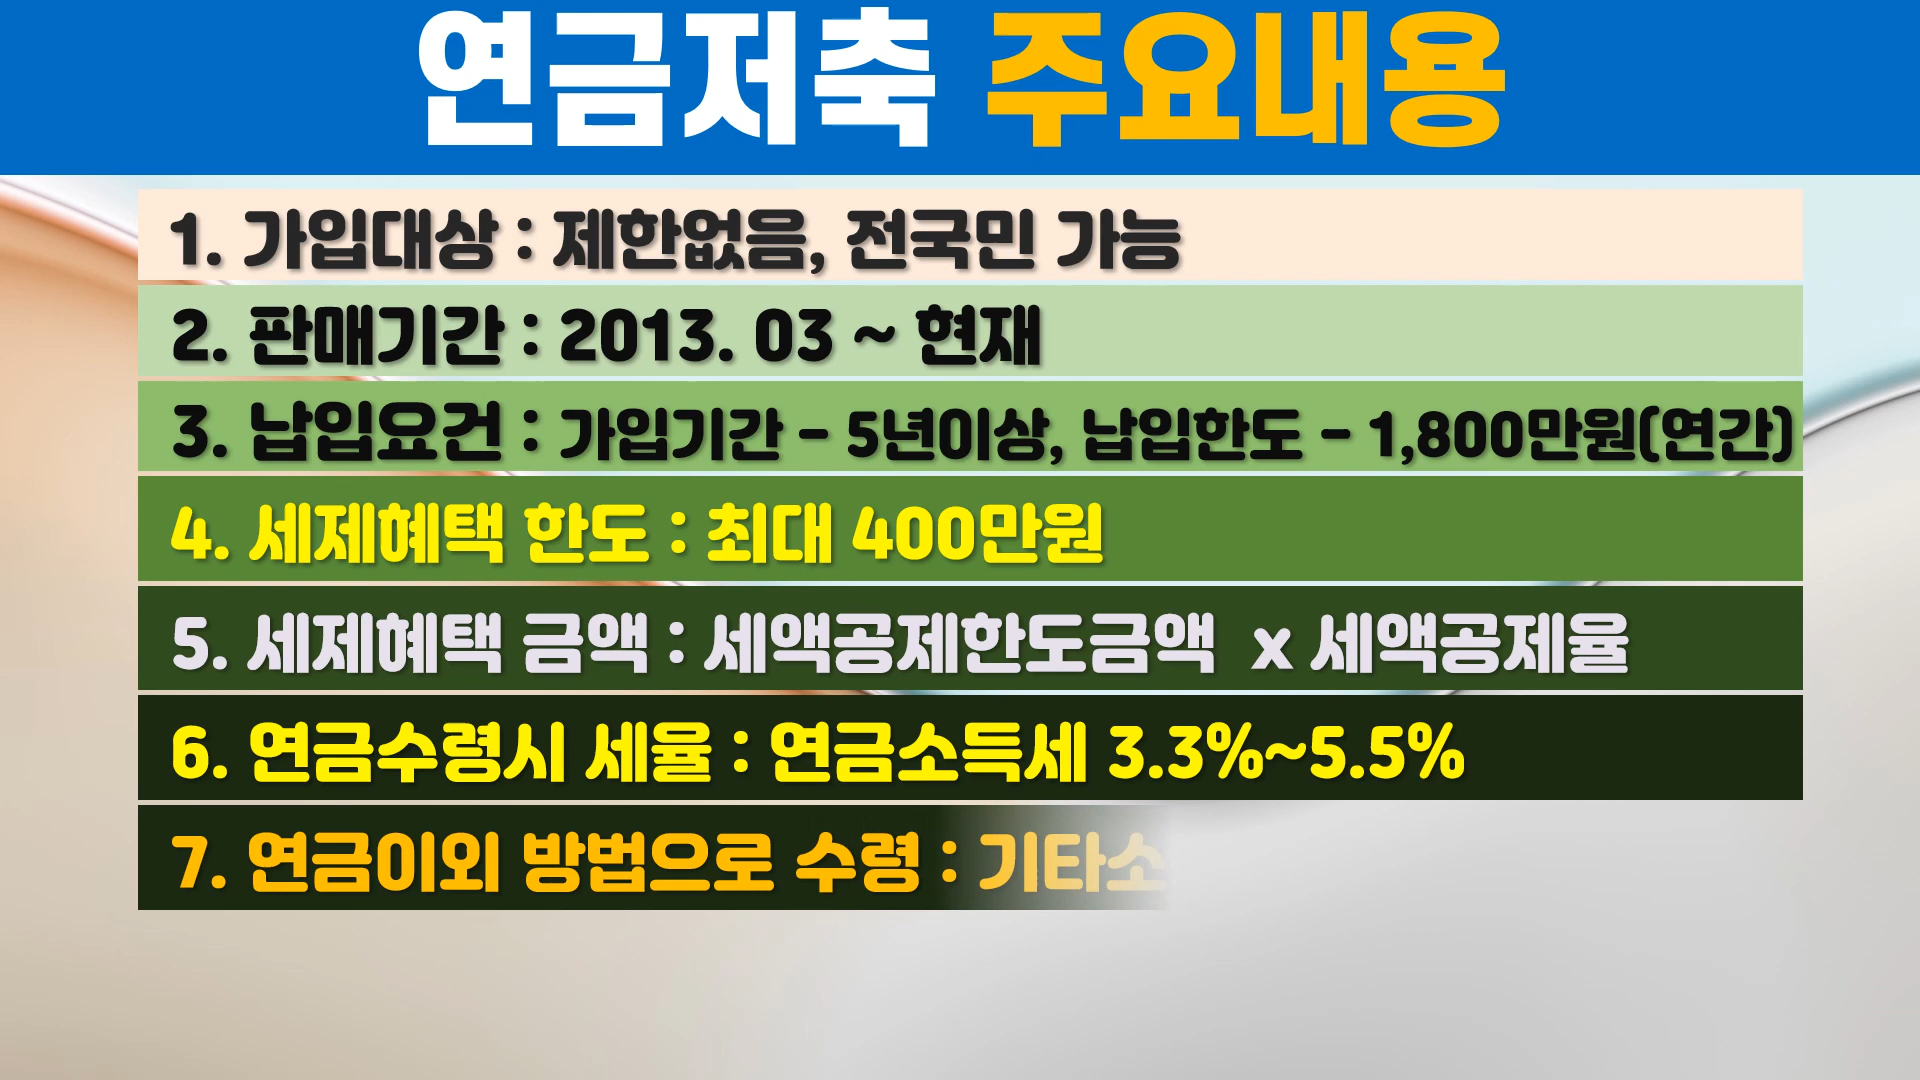 연금저축 주요내용
1. 가입대상 : 제한없음, 전국민 가능
2. 판매기간 : 2013. 03 ~ 현재
3. 납입요건 : 가입기간 - 5년이상, 납입한도 - 1,800만원(연간)
4. 세제혜택 한도 : 최대 400만원
5. 세제혜택 금액 : 세액공제한도금액 x 세액공제율
6. 연금수령시 세율 : 연금소득세 3.3%~5.5%
7. 연금이외 방법으로 수령 : 기타소